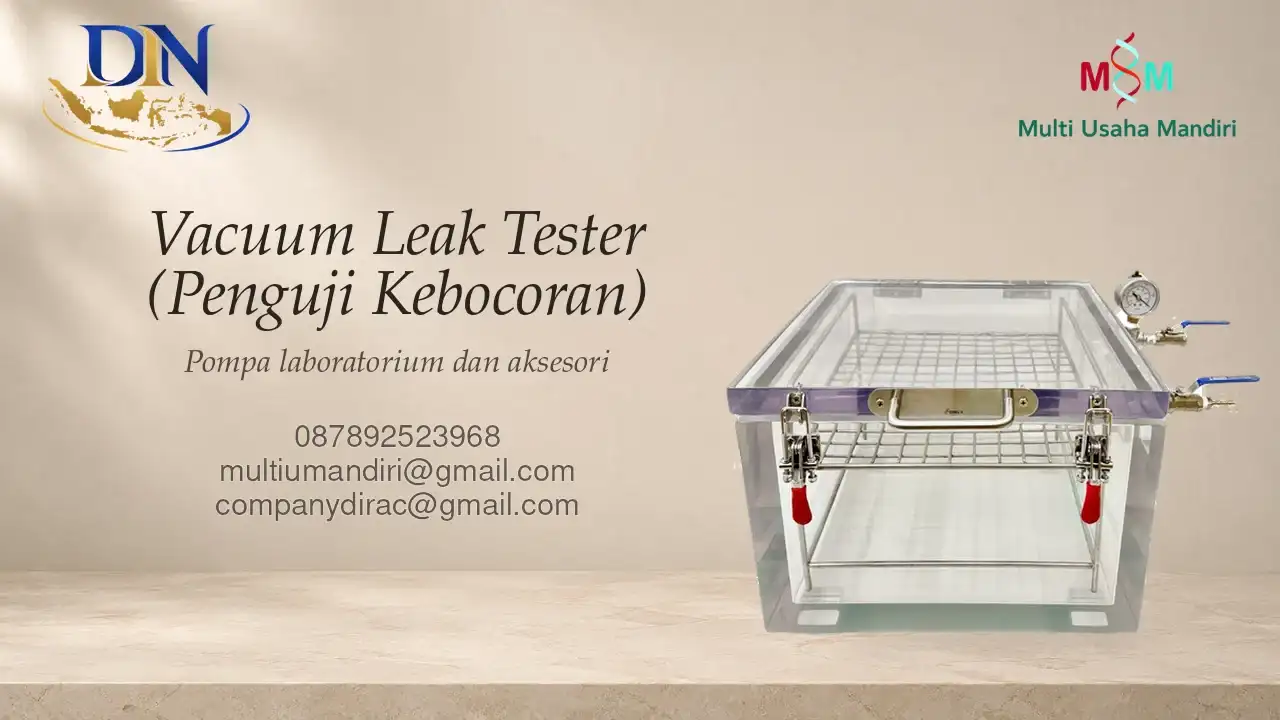 DN
M M
Multi Usaha Mandiri
Vacuum Leak Tester
(Penguji Kebocoran)
Pompa laboratorium dan aksesori
087892523968
multiumandiri@gmail.com
companydirac@gmail.com